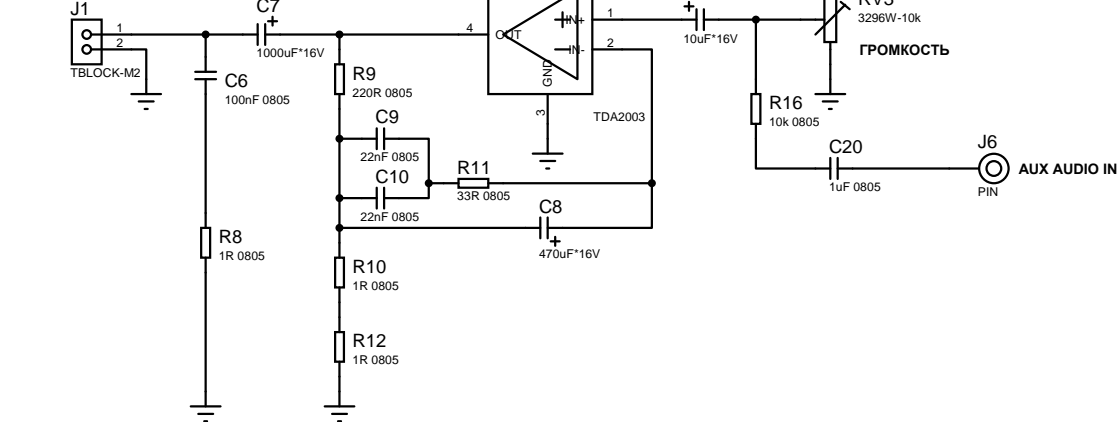 J1
1
2
TBLOCK-M2
C7
1000uF*16V
C6
100nF 0805
R8
1R 0805
R9
220R 0805
C9
22nF 0805
C10
22nF 0805
R11
33R 0805
C8
470uF*16V
R10
1R 0805
R12
1R 0805
4
OUT
IN+
IN-
GND
3
1
2
TDA2003
10uF*16V
RV3
3296W-10k
ГРОМКОСТЬ
R16
10k 0805
C20
1uF 0805
J6
PIN
AUX AUDIO IN